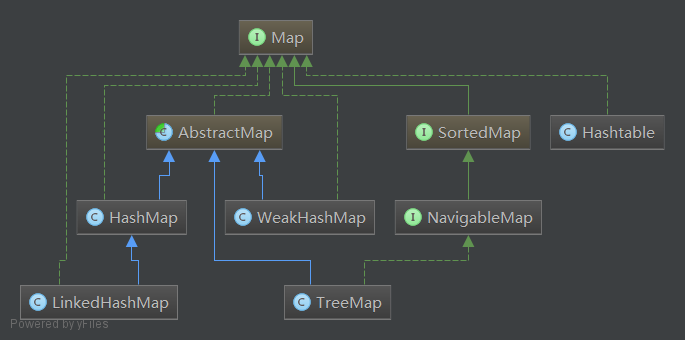 I Map
C AbstractMap
I SortedMap
C Hashtable
C HashMap
C WeakHashMap
I NavigableMap
C LinkedHashMap
C TreeMap
Powered by yFiles